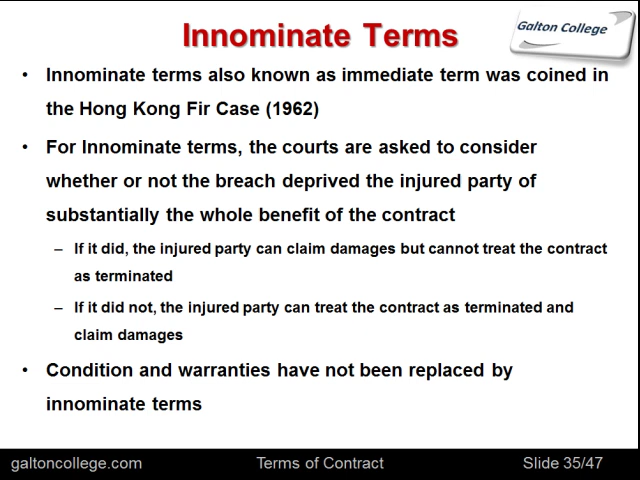 Innominate Terms
Galton College
• Innominate terms also known as immediate term was coined in
the Hong Kong Fir Case (1962)
• For Innominate terms, the courts are asked to consider
whether or not the breach deprived the injured party of
substantially the whole benefit of the contract
– If it did, the injured party can claim damages but cannot treat the contract
as terminated
– If it did not, the injured party can treat the contract as terminated and
claim damages
• Condition and warranties have not been replaced by
innominate terms
galtoncollege.com Terms of Contract Slide 35/47